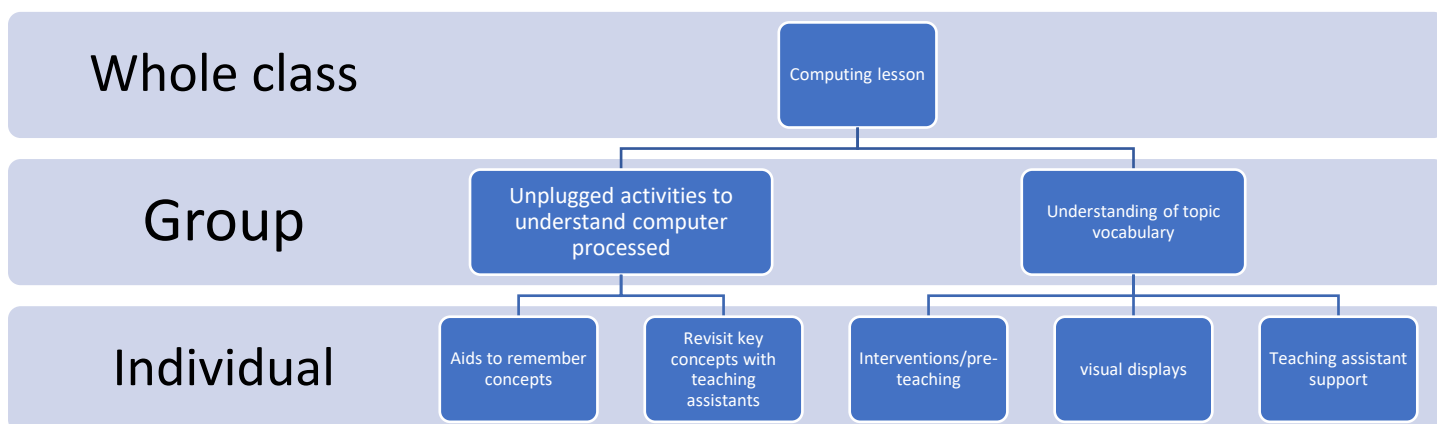 Whole class
Computing lesson
Group
Unplugged activities to
understand computer
processed
Understanding of topic
vocabulary
Individual
Aids to remember
concepts
Revisit key
concepts with
teaching
assistants
Interventions/pre-
teaching
visual displays
Teaching assistant
support